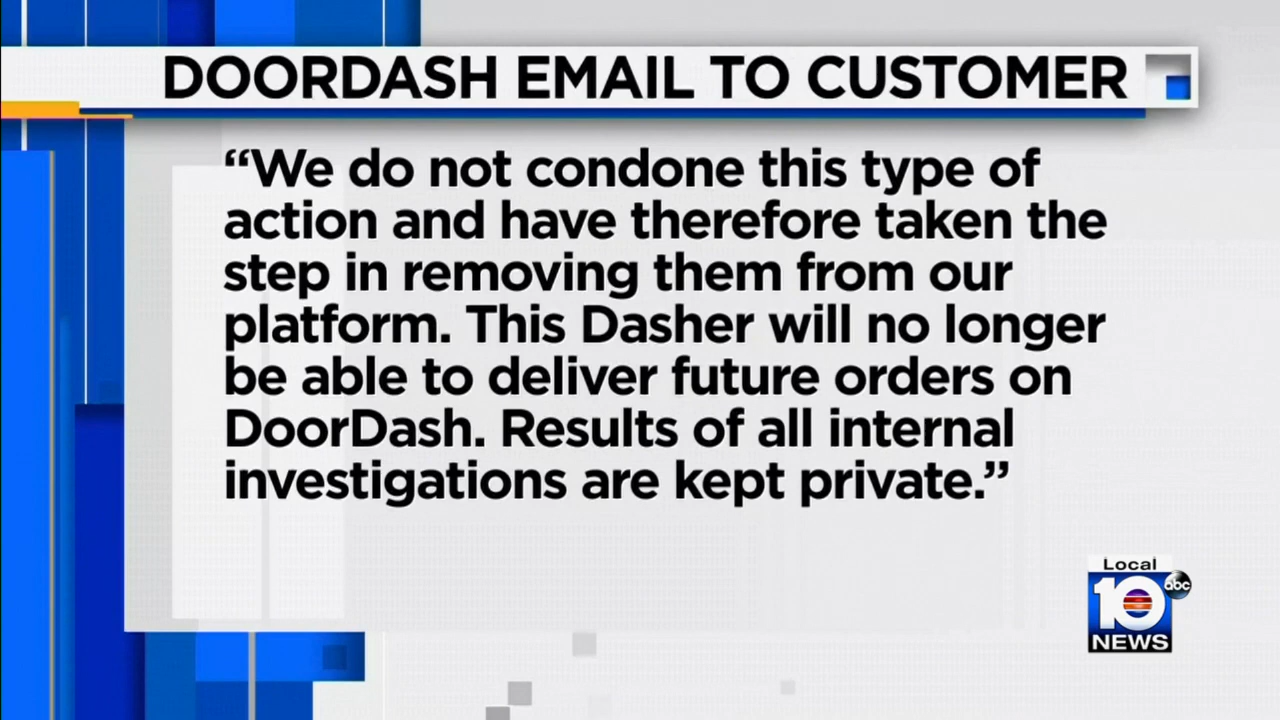 DOORDASH EMAIL TO CUSTOMER
“We do not condone this type of
action and have therefore taken the
step in removing them from our
platform. This Dasher will no longer
be able to deliver future orders on
DoorDash. Results of all internal
investigations are kept private.”
Local
10 abc
NEWS